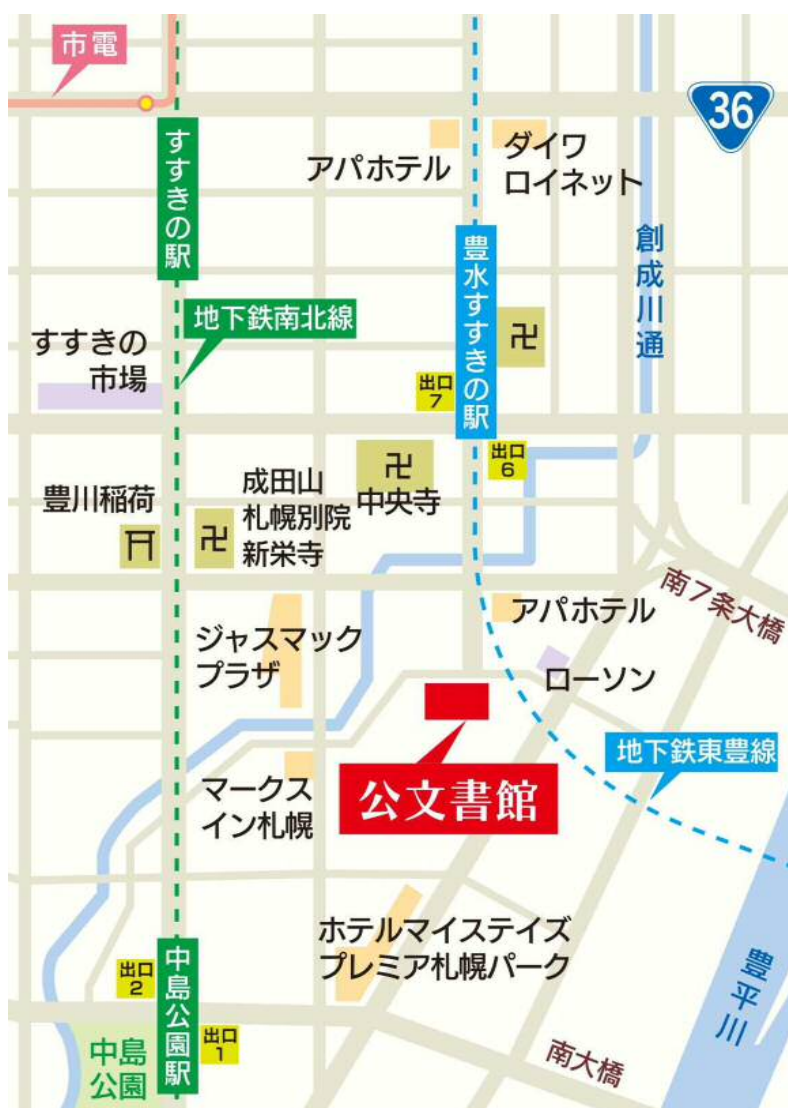 市電
36
アパホテル
ダイワ
ロイネット
すすきの駅
豊水すすきの駅
創成川通
地下鉄南北線
すすきの
市場
卍
出口
7
出口
6
豊川稲荷
卍
成田山
札幌別院
新栄寺
卍
中央寺
南7条大橋
ジャスマック
プラザ
アパホテル
ローソン
地下鉄東豊線
公文書館
マークス
イン札幌
ホテルマイステイズ
プレミア札幌パーク
出口
2
中島公園駅
出口
1
中島
公園
豊平川
南大橋